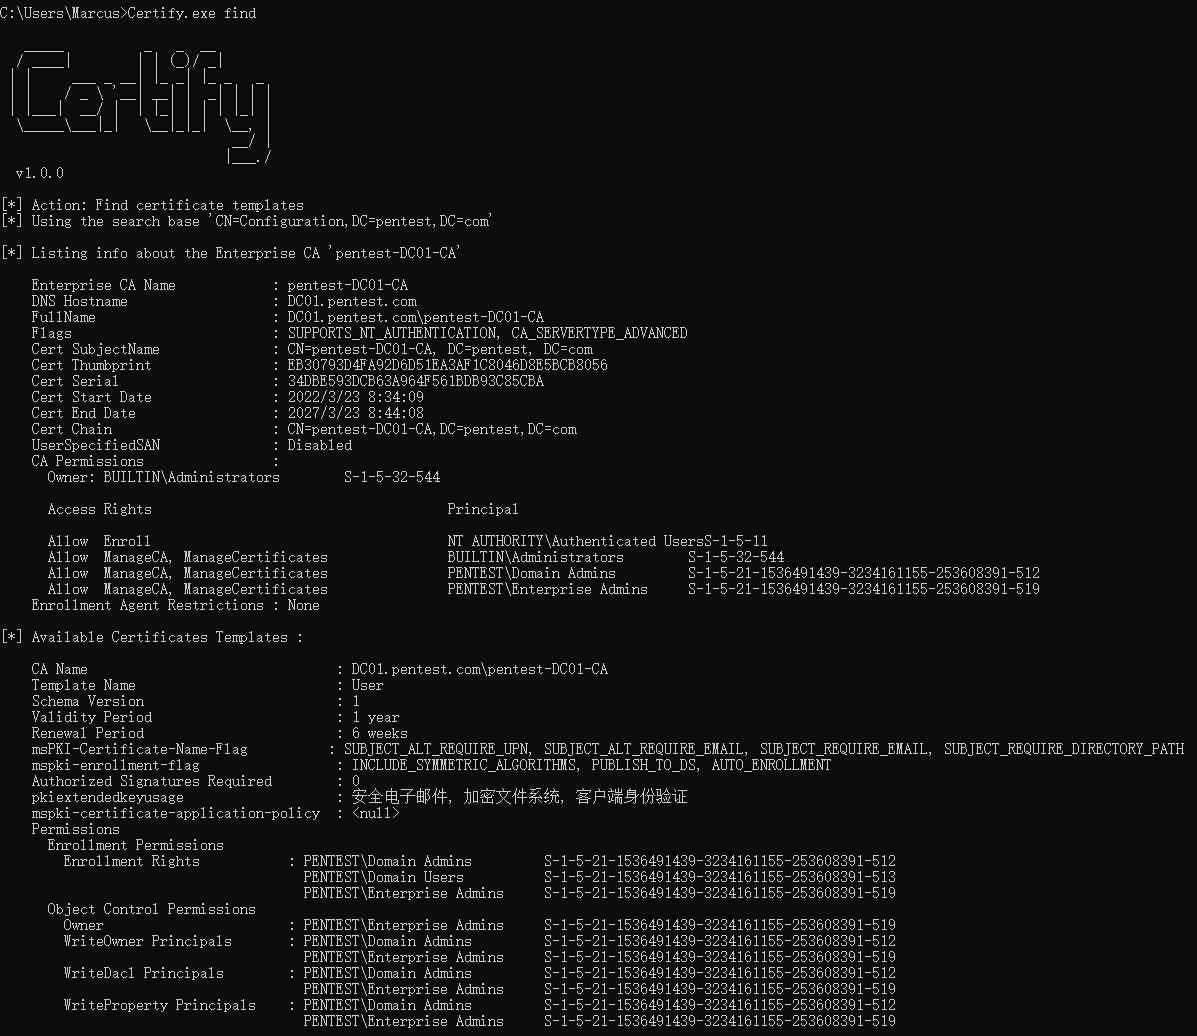 C:\Users\Marcus>Certify.exe find
Certify
v1.0.0
[*] Action: Find certificate templates
[*] Using the search base 'CN=Configuration,DC=pentest,DC=com'
[*] Listing info about the Enterprise CA 'pentest-DC01-CA'
Enterprise CA Name : pentest-DC01-CA
DNS Hostname : DC01.pentest.com
FullName : DC01.pentest.com\pentest-DC01-CA
Flags : SUPPORTS_NT_AUTHENTICATION, CA_SERVERTYPE_ADVANCED
Cert SubjectName : CN=pentest-DC01-CA, DC=pentest, DC=com
Cert Thumbprint : EB30793D4FA92D6D51EA3AF1C8046D8E5BCB8056
Cert Serial : 34DBE593DCB63A964F561BDB93C85CBA
Cert Start Date : 2022/3/23 8:34:09
Cert End Date : 2027/3/23 8:44:08
Cert Chain : CN=pentest-DC01-CA,DC=pentest,DC=com
UserSpecifiedSAN : Disabled
CA Permissions :
Owner: BUILTIN\Administrators S-1-5-32-544
Access Rights Principal
Allow Enroll NT AUTHORITY\Authenticated UsersS-1-5-11
Allow ManageCA, ManageCertificates BUILTIN\Administrators S-1-5-32-544
Allow ManageCA, ManageCertificates PENTEST\Domain Admins S-1-5-21-1536491439-3234161155-253608391-512
Allow ManageCA, ManageCertificates PENTEST\Enterprise Admins S-1-5-21-1536491439-3234161155-253608391-519
Enrollment Agent Restrictions : None
[*] Available Certificates Templates :
CA Name : DC01.pentest.com\pentest-DC01-CA
Template Name : User
Schema Version : 1
Validity Period : 1 year
Renewal Period : 6 weeks
msPKI-Certificate-Name-Flag : SUBJECT_ALT_REQUIRE_UPN, SUBJECT_ALT_REQUIRE_EMAIL, SUBJECT_REQUIRE_EMAIL, SUBJECT_REQUIRE_DIRECTORY_PATH
mspki-enrollment-flag : INCLUDE_SYMMETRIC_ALGORITHMS, PUBLISH_TO_DS, AUTO_ENROLLMENT
Authorized Signatures Required : 0
pkiextendedkeyusage : 安全电子邮件, 加密文件系统, 客户端身份验证
mspki-certificate-application-policy : <null>
Permissions
Enrollment Permissions
Enrollment Rights : PENTEST\Domain Admins S-1-5-21-1536491439-3234161155-253608391-512
PENTEST\Domain Users S-1-5-21-1536491439-3234161155-253608391-513
PENTEST\Enterprise Admins S-1-5-21-1536491439-3234161155-253608391-519
Object Control Permissions
Owner : PENTEST\Enterprise Admins S-1-5-21-1536491439-3234161155-253608391-519
WriteOwner Principals : PENTEST\Domain Admins S-1-5-21-1536491439-3234161155-253608391-512
PENTEST\Enterprise Admins S-1-5-21-1536491439-3234161155-253608391-519
WriteDacl Principals : PENTEST\Domain Admins S-1-5-21-1536491439-3234161155-253608391-512
PENTEST\Enterprise Admins S-1-5-21-1536491439-3234161155-253608391-519
WriteProperty Principals : PENTEST\Domain Admins S-1-5-21-1536491439-3234161155-253608391-512
PENTEST\Enterprise Admins S-1-5-21-1536491439-3234161155-253608391-519